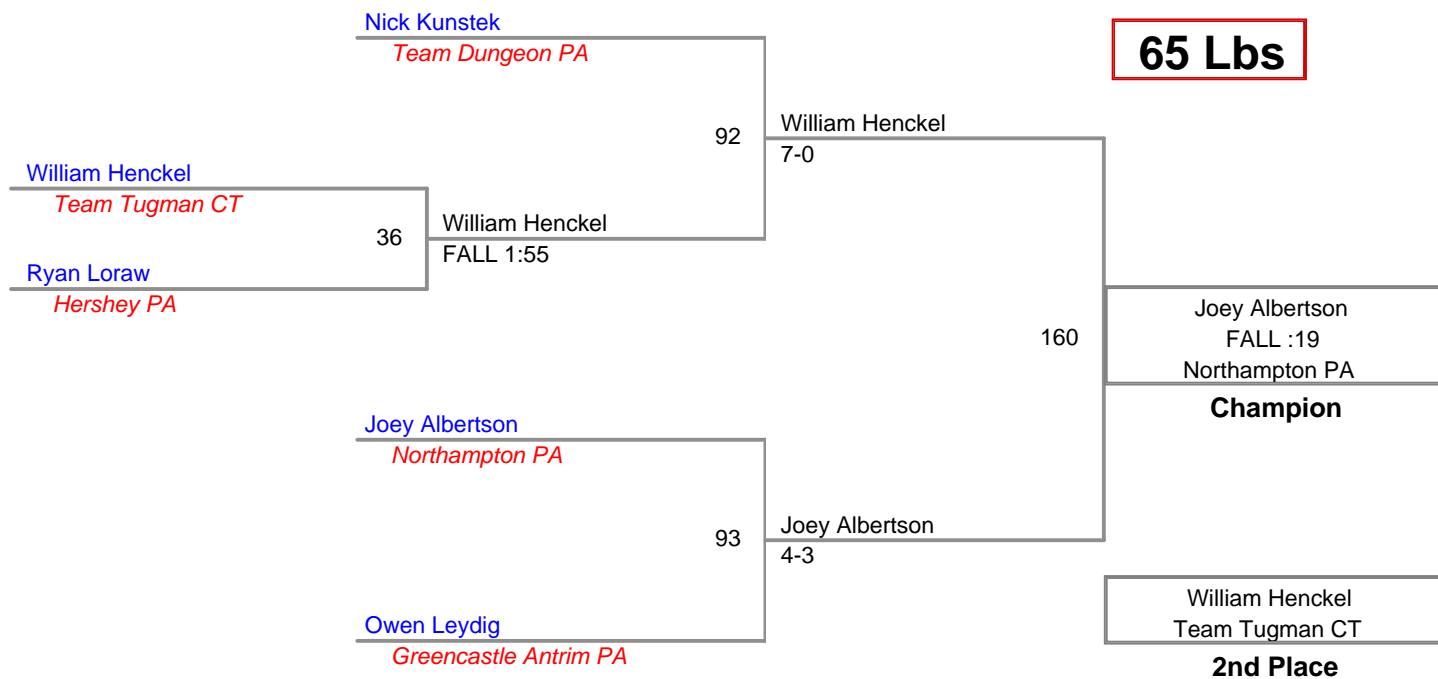 Nick Kunstek
Team Dungeon PA
65 Lbs
92
William Henckel
7-0
William Henckel
Team Tugman CT
36
William Henckel
FALL 1:55
Ryan Loraw
Hershey PA
160
Joey Albertson
FALL :19
Northampton PA
Champion
Joey Albertson
Northampton PA
93
Joey Albertson
4-3
Owen Leydig
Greencastle Antrim PA
William Henckel
Team Tugman CT
2nd Place